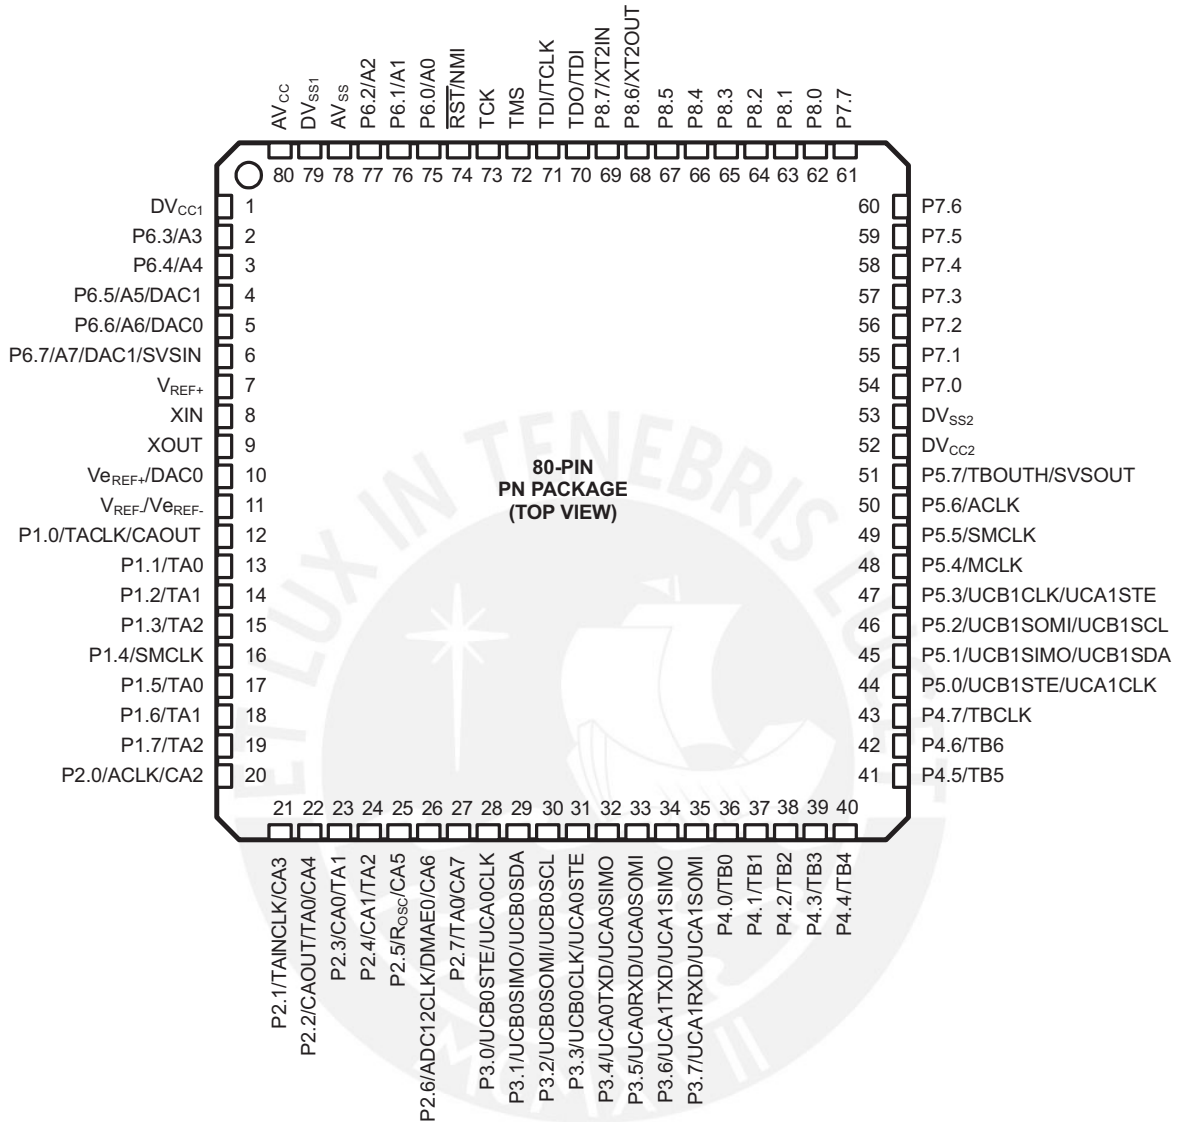 AVCC
DVSS1
AVSS
P6.2/A2
P6.1/A1
P6.0/A0
RST/NMI
TCK
TMS
TDI/TCLK
TDO/TDI
P8.7/XT2IN
P8.6/XT2OUT
P8.5
P8.4
P8.3
P8.2
P8.1
P8.0
P7.7
80 79 78 77 76 75 74 73 72 71 70 69 68 67 66 65 64 63 62 61
DVCC1 1
P6.3/A3 2
P6.4/A4 3
P6.5/A5/DAC1 4
P6.6/A6/DAC0 5
P6.7/A7/DAC1/SVSIN 6
VREF+ 7
XIN 8
XOUT 9
VeREF+/DAC0 10
VREF-/VeREF- 11
P1.0/TACLK/CAOUT 12
P1.1/TA0 13
P1.2/TA1 14
P1.3/TA2 15
P1.4/SMCLK 16
P1.5/TA0 17
P1.6/TA1 18
P1.7/TA2 19
P2.0/ACLK/CA2 20
80-PIN
PN PACKAGE
(TOP VIEW)
60 P7.6
59 P7.5
58 P7.4
57 P7.3
56 P7.2
55 P7.1
54 P7.0
53 DVSS2
52 DVCC2
51 P5.7/TBOUTH/SVSOUT
50 P5.6/ACLK
49 P5.5/SMCLK
48 P5.4/MCLK
47 P5.3/UCB1CLK/UCA1STE
46 P5.2/UCB1SOMI/UCB1SCL
45 P5.1/UCB1SIMO/UCB1SDA
44 P5.0/UCB1STE/UCA1CLK
43 P4.7/TBCLK
42 P4.6/TB6
41 P4.5/TB5
21 22 23 24 25 26 27 28 29 30 31 32 33 34 35 36 37 38 39 40
P2.1/TAINCLK/CA3
P2.2/CAOUT/TA0/CA4
P2.3/CA0/TA1
P2.4/CA1/TA2
P2.5/ROSC/CA5
P2.6/ADC12CLK/DMAE0/CA6
P2.7/TA0/CA7
P3.0/UCB0STE/UCA0CLK
P3.1/UCB0SIMO/UCB0SDA
P3.2/UCB0SOMI/UCB0SCL
P3.3/UCB0CLK/UCA0STE
P3.4/UCA0TXD/UCA0SIMO
P3.5/UCA0RXD/UCA0SOMI
P3.6/UCA1TXD/UCA1SIMO
P3.7/UCA1RXD/UCA1SOMI
P4.0/TB0
P4.1/TB1
P4.2/TB2
P4.3/TB3
P4.4/TB4
ET LUX IN TENEBRIS LUCET